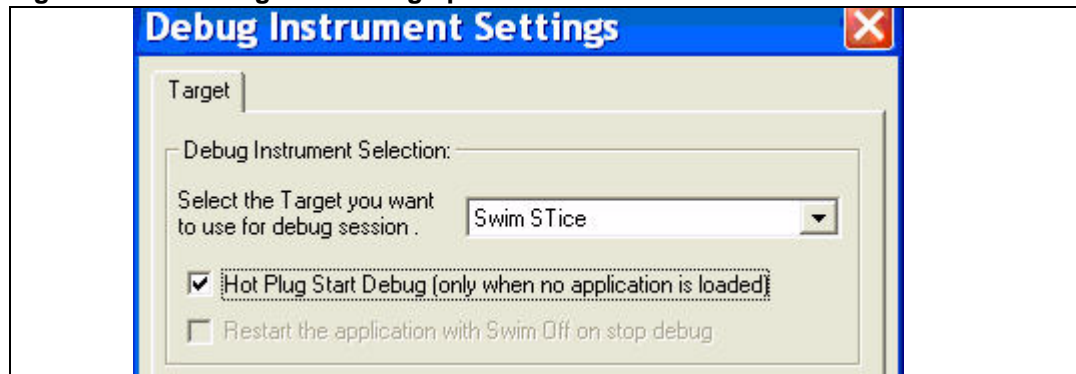 Debug Instrument Settings
Target
Debug Instrument Selection:
Select the Target you want
to use for debug session .
Swim STice
Hot Plug Start Debug (only when no application is loaded)
Restart the application with Swim Off on stop debug